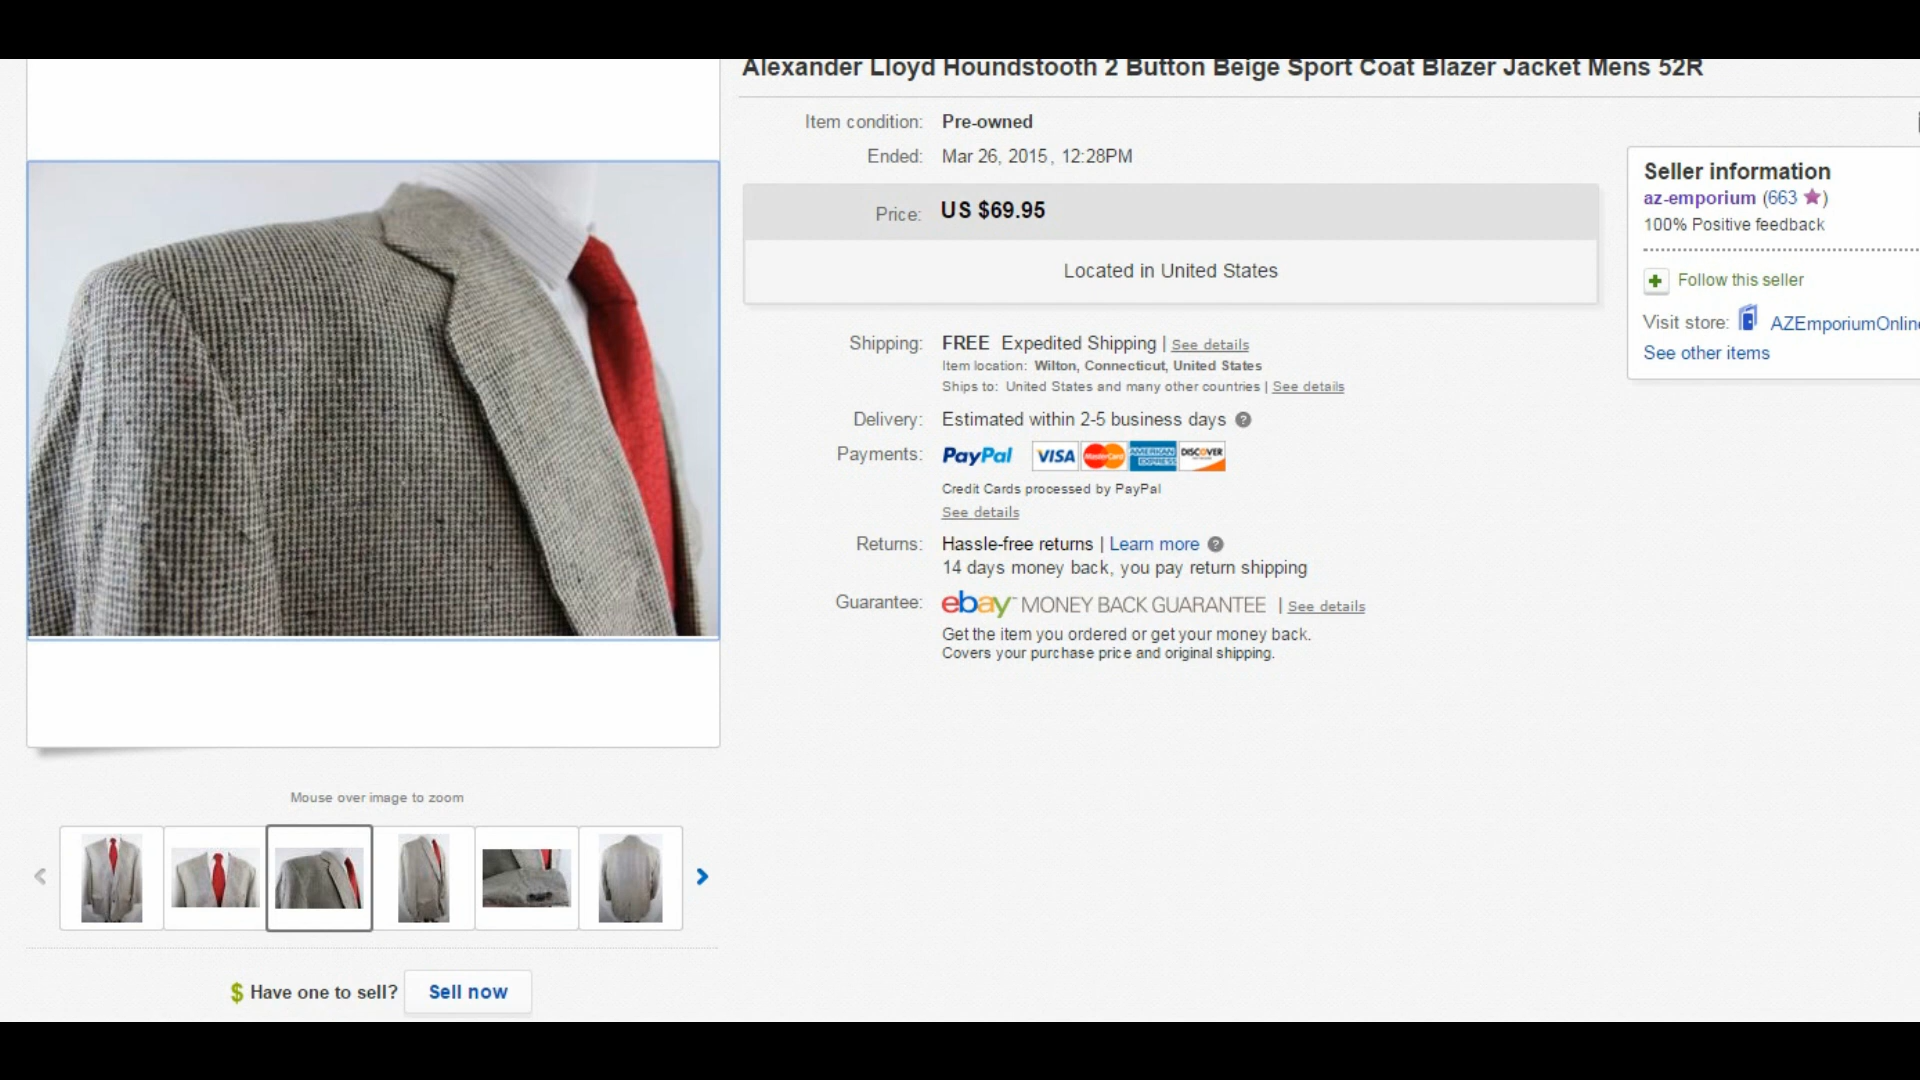 Alexander Lloyd Houndstooth 2 Button Beige Sport Coat Blazer Jacket Mens 52R
Item condition: Pre-owned
Ended: Mar 26, 2015, 12:28PM
Price: US $69.95
Located in United States
Shipping: FREE Expedited Shipping | See details
Item location: Wilton, Connecticut, United States
Ships to: United States and many other countries | See details
Delivery: Estimated within 2-5 business days ?
Payments: PayPal VISA MasterCard AMERICAN EXPRESS DISCOVER
Credit Cards processed by PayPal
See details
Returns: Hassle-free returns | Learn more ?
14 days money back, you pay return shipping
Guarantee: ebay™ MONEY BACK GUARANTEE | See details
Get the item you ordered or get your money back.
Covers your purchase price and original shipping.
Seller information
az-emporium (663 ★)
100% Positive feedback
Follow this seller
Visit store: AZEmporiumOnline
See other items
Mouse over image to zoom
$ Have one to sell? Sell now